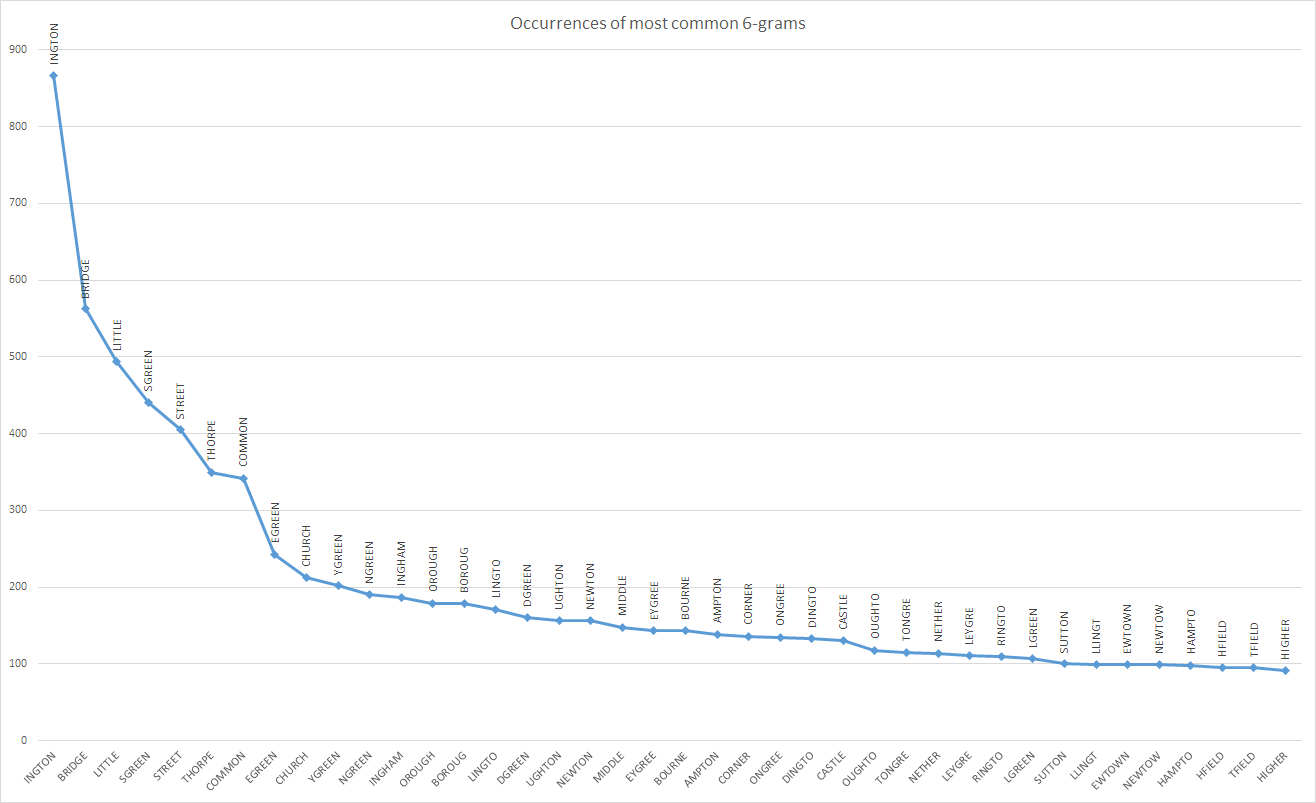 Occurrences of most common 6-grams
900
800
700
600
500
400
300
200
100
0
INGTON
BRIDGE
LITTLE
SGREEN
STREET
THORPE
COMMON
EGREEN
CHURCH
YGREEN
NGREEN
INGHAM
OROUGH
BOROUG
LINGTO
DGREEN
UGHTON
NEWTON
MIDDLE
EYGREE
BOURNE
AMPTON
CORNER
ONGREE
DINGTO
CASTLE
OUGHTO
TONGRE
NETHER
LEYGRE
RINGTO
LGREEN
SUTTON
LLINGT
EWTOWN
NEWTOW
HAMPTO
HFIELD
TFIELD
HIGHER
INGTON
BRIDGE
LITTLE
SGREEN
STREET
THORPE
COMMON
EGREEN
CHURCH
YGREEN
NGREEN
INGHAM
OROUGH
BOROUG
LINGTO
DGREEN
UGHTON
NEWTON
MIDDLE
EYGREE
BOURNE
AMPTON
CORNER
ONGREE
DINGTO
CASTLE
OUGHTO
TONGRE
NETHER
LEYGRE
RINGTO
LGREEN
SUTTON
LLINGT
EWTOWN
NEWTOW
HAMPTO
HFIELD
TFIELD
HIGHER